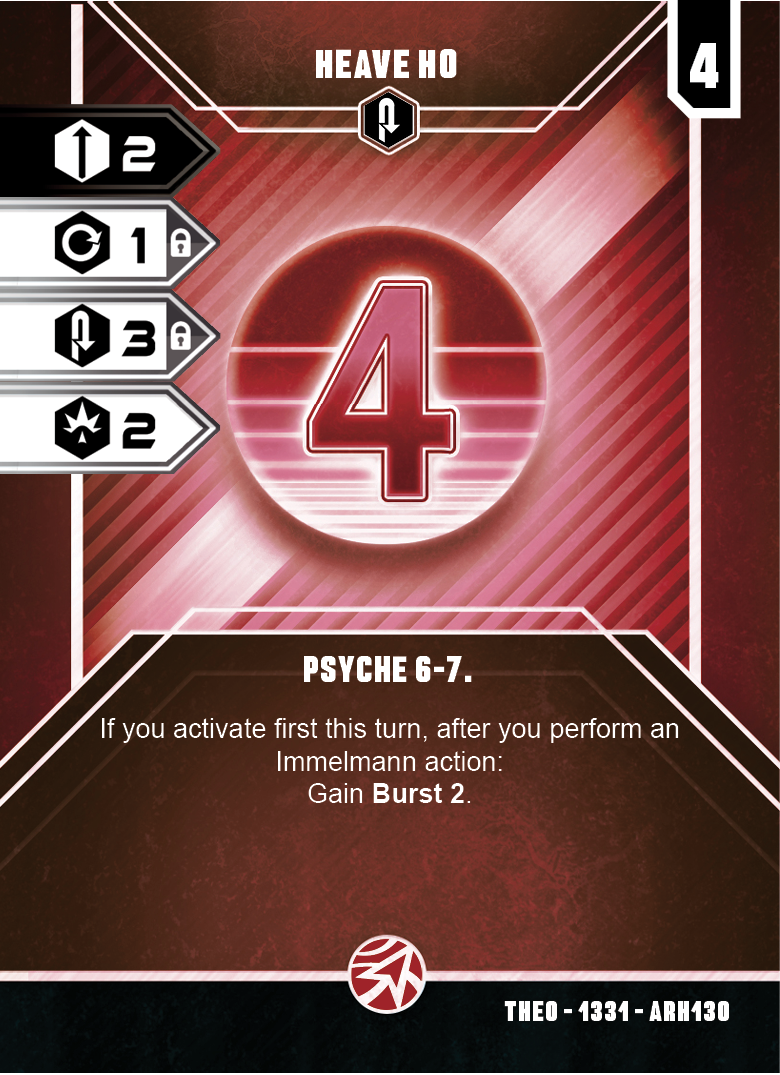 HEAVE HO
4
2
1
3
2
4
PSYCHE 6-7.
If you activate first this turn, after you perform an
Immelmann action:
Gain Burst 2.
THEO - 1331 - ARH130